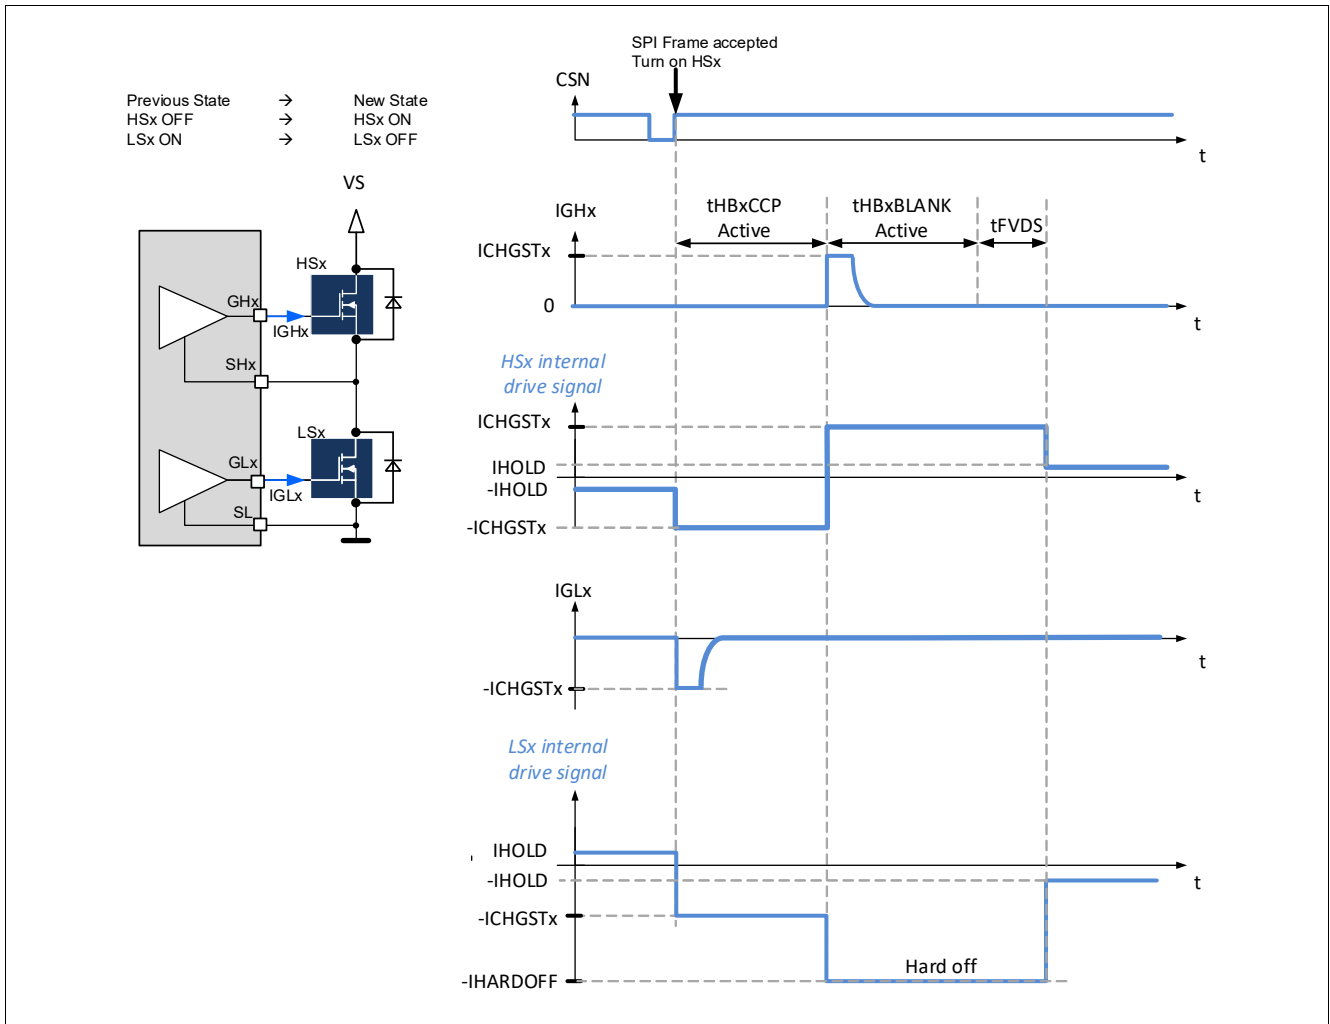 SPI Frame accepted
Turn on HSx
CSN
t
Previous State → New State
HSx OFF → HSx ON
LSx ON → LSx OFF
VS
HSx
GHx
IGHx
SHx
LSx
GLx
IGLx
SL
IGHx
tHBxCCP
Active
tHBxBLANK
Active
tFVDS
ICHGSTx
0
t
HSx internal
drive signal
ICHGSTx
IHOLD
-IHOLD
-ICHGSTx
t
IGLx
-ICHGSTx
t
LSx internal
drive signal
IHOLD
-IHOLD
-ICHGSTx
-IHARDOFF
Hard off
t